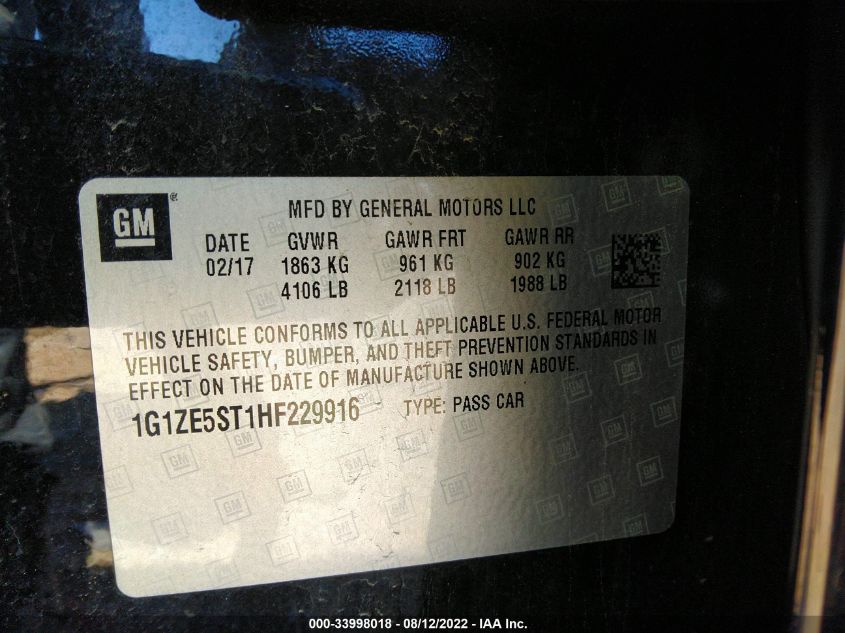 GM ®
MFD BY GENERAL MOTORS LLC
DATE GVWR GAWR FRT GAWR RR
02/17 1863 KG 961 KG 902 KG
4106 LB 2118 LB 1988 LB
THIS VEHICLE CONFORMS TO ALL APPLICABLE U.S. FEDERAL MOTOR
VEHICLE SAFETY, BUMPER, AND THEFT PREVENTION STANDARDS IN
EFFECT ON THE DATE OF MANUFACTURE SHOWN ABOVE.
1G1ZE5ST1HF229916 TYPE: PASS CAR
000-33998018 - 08/12/2022 - IAA Inc.